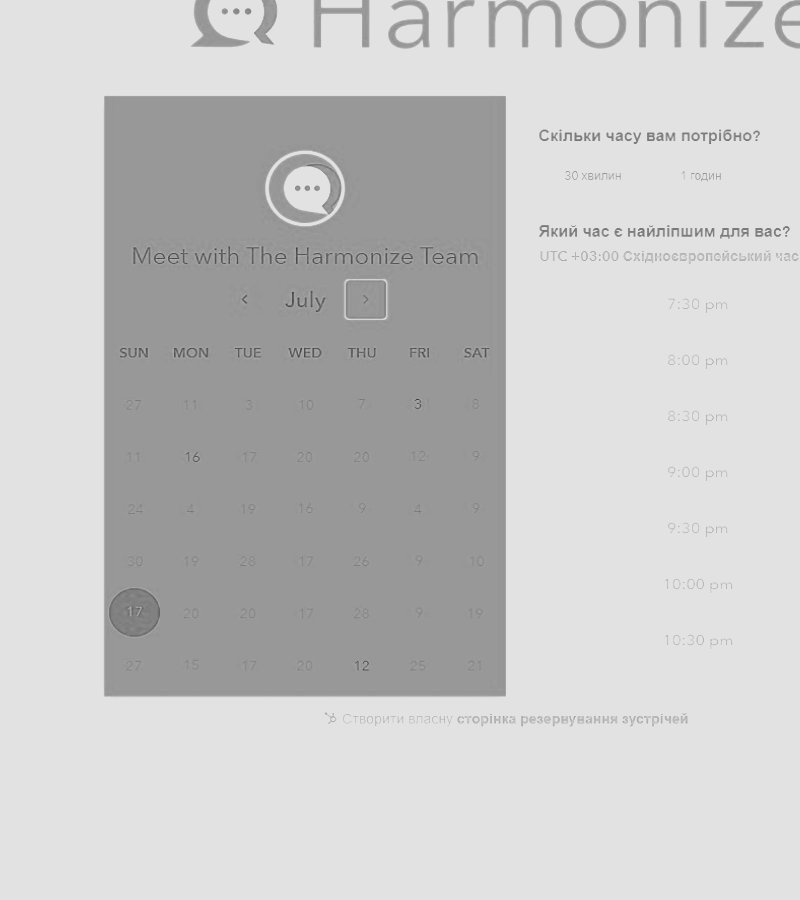 Harmonize
Meet with The Harmonize Team
July
SUN MON TUE WED THU FRI SAT
27 11 3 10 7 3 8
11 16 17 20 20 12 9
24 4 19 16 9 4 9
30 19 28 17 26 9 10
17 20 20 17 28 9 19
27 15 17 20 12 25 21
Скільки часу вам потрібно?
30 хвилин 1 годин
Який час є найліпшим для вас?
UTC +03:00 Східноєвропейський час
7:30 pm
8:00 pm
8:30 pm
9:00 pm
9:30 pm
10:00 pm
10:30 pm
Створити власну сторінка резервування зустрічей